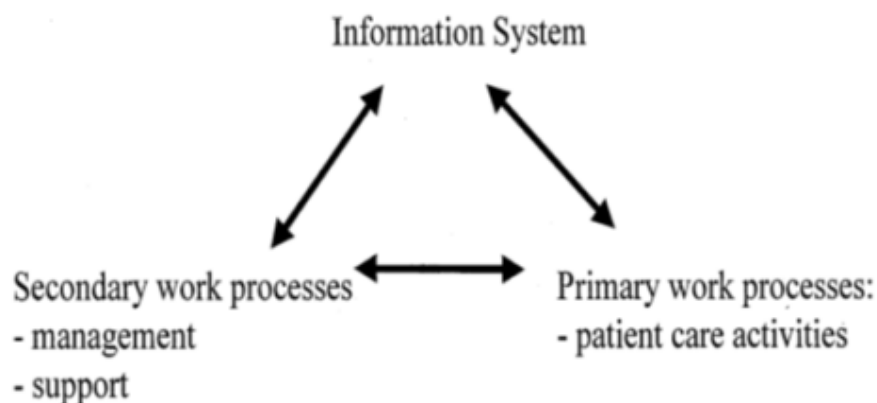 Information System
Secondary work processes
- management
- support
Primary work processes:
- patient care activities